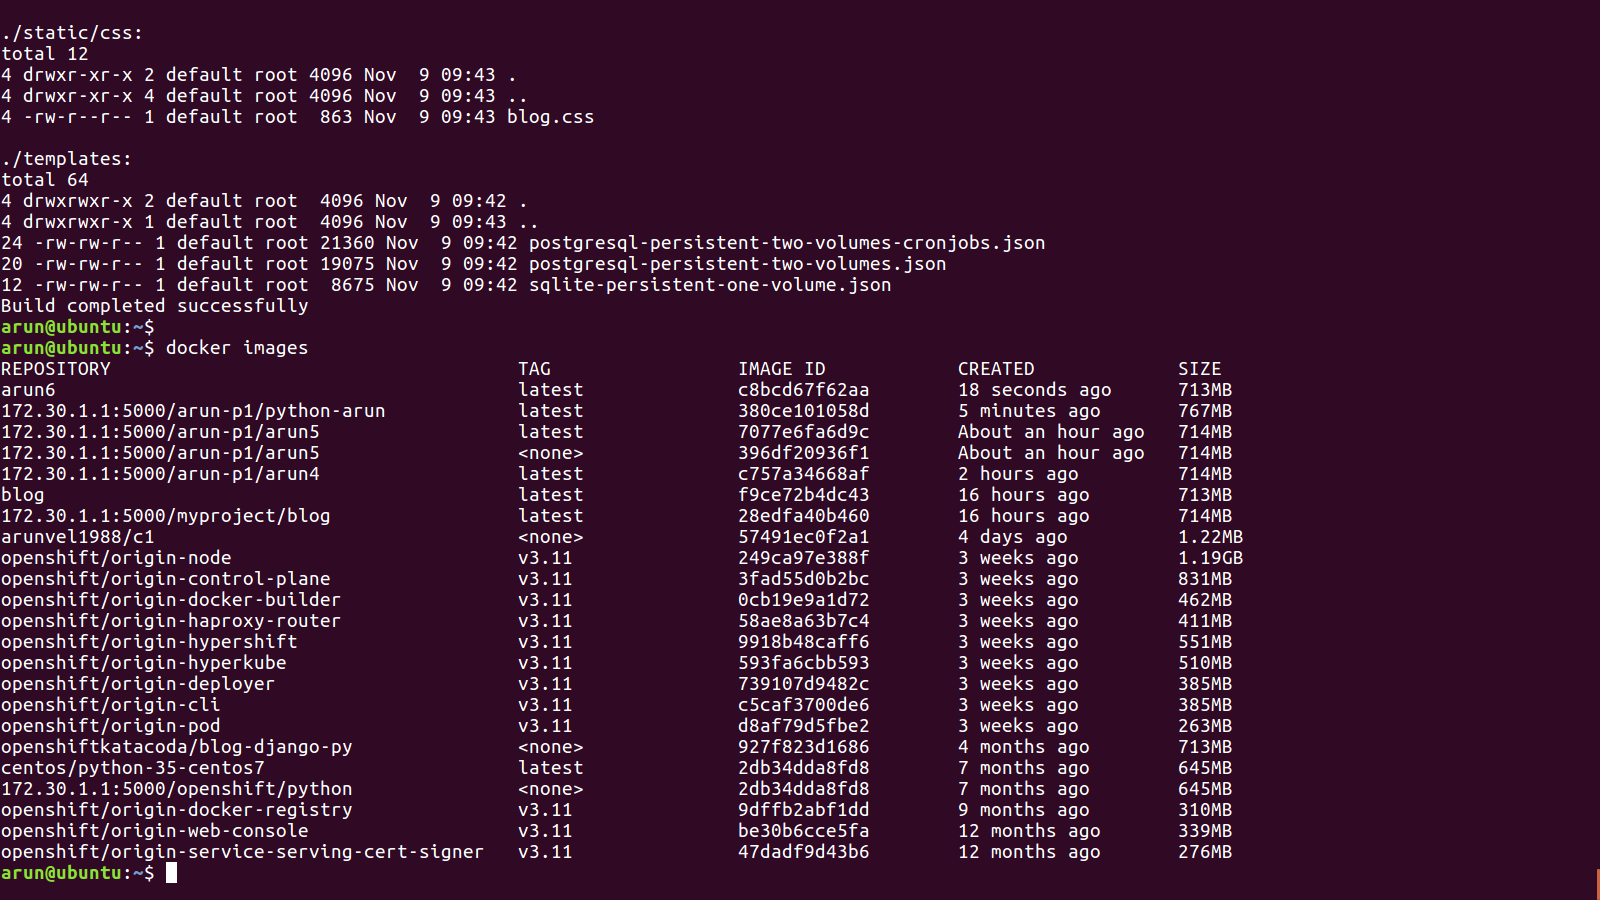 ./static/css:
total 12
4 drwxr-xr-x 2 default root 4096 Nov  9 09:43 .
4 drwxr-xr-x 4 default root 4096 Nov  9 09:43 ..
4 -rw-r--r-- 1 default root  863 Nov  9 09:43 blog.css

./templates:
total 64
4 drwxrwxr-x 2 default root  4096 Nov  9 09:42 .
4 drwxrwxr-x 1 default root  4096 Nov  9 09:43 ..
24 -rw-rw-r-- 1 default root 21360 Nov  9 09:42 postgresql-persistent-two-volumes-cronjobs.json
20 -rw-rw-r-- 1 default root 19075 Nov  9 09:42 postgresql-persistent-two-volumes.json
12 -rw-rw-r-- 1 default root  8675 Nov  9 09:42 sqlite-persistent-one-volume.json
Build completed successfully
arun@ubuntu:~$
arun@ubuntu:~$ docker images
REPOSITORY                                     TAG                 IMAGE ID            CREATED             SIZE
arun6                                          latest              c8bcd67f62aa        18 seconds ago      713MB
172.30.1.1:5000/arun-p1/python-arun            latest              380ce101058d        5 minutes ago       767MB
172.30.1.1:5000/arun-p1/arun5                  latest              7077e6fa6d9c        About an hour ago   714MB
172.30.1.1:5000/arun-p1/arun5                  <none>              396df20936f1        About an hour ago   714MB
172.30.1.1:5000/arun-p1/arun4                  latest              c757a34668af        2 hours ago         714MB
blog                                           latest              f9ce72b4dc43        16 hours ago        713MB
172.30.1.1:5000/myproject/blog                 latest              28edfa40b460        16 hours ago        714MB
arunvel1988/c1                                 <none>              57491ec0f2a1        4 days ago          1.22MB
openshift/origin-node                          v3.11               249ca97e388f        3 weeks ago         1.19GB
openshift/origin-control-plane                 v3.11               3fad55d0b2bc        3 weeks ago         831MB
openshift/origin-docker-builder                v3.11               0cb19e9a1d72        3 weeks ago         462MB
openshift/origin-haproxy-router                v3.11               58ae8a63b7c4        3 weeks ago         411MB
openshift/origin-hypershift                    v3.11               9918b48caff6        3 weeks ago         551MB
openshift/origin-hyperkube                     v3.11               593fa6cbb593        3 weeks ago         510MB
openshift/origin-deployer                      v3.11               739107d9482c        3 weeks ago         385MB
openshift/origin-cli                           v3.11               c5caf3700de6        3 weeks ago         385MB
openshift/origin-pod                           v3.11               d8af79d5fbe2        3 weeks ago         263MB
openshiftkatacoda/blog-django-py               <none>              927f823d1686        4 months ago        713MB
centos/python-35-centos7                       latest              2db34dda8fd8        7 months ago        645MB
172.30.1.1:5000/openshift/python               <none>              2db34dda8fd8        7 months ago        645MB
openshift/origin-docker-registry               v3.11               9dffb2abf1dd        9 months ago        310MB
openshift/origin-web-console                   v3.11               be30b6cce5fa        12 months ago       339MB
openshift/origin-service-serving-cert-signer   v3.11               47dadf9d43b6        12 months ago       276MB
arun@ubuntu:~$